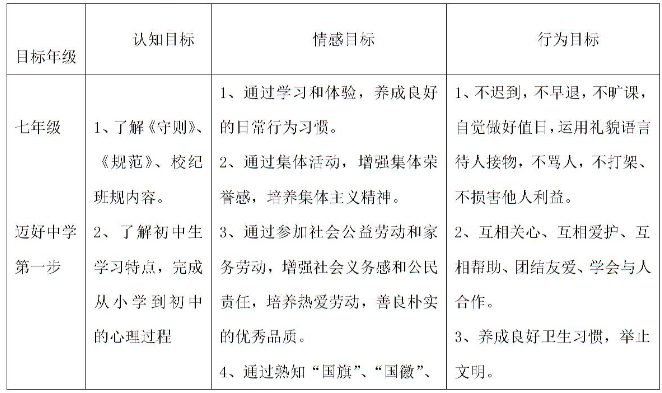 目标年级
认知目标
情感目标
行为目标
七年级
迈好中学
第一步
1、了解《守则》、
《规范》、校纪
班规内容。
2、了解初中生
学习特点，完成
从小学到初中
的心理过程
1、通过学习和体验，养成良好
的日常行为习惯。
2、通过集体活动，增强集体荣
誉感，培养集体主义精神。
3、通过参加社会公益劳动和家
务劳动，增强社会义务感和公民
责任，培养热爱劳动，善良朴实
的优秀品质。
4、通过熟知“国旗”、“国徽”、
1、不迟到，不早退，不旷课，
自觉做好值日，运用礼貌语言
待人接物，不骂人，不打架、
不损害他人利益。
2、互相关心、互相爱护、互
相帮助、团结友爱、学会与人
合作。
3、养成良好卫生习惯，举止
文明。